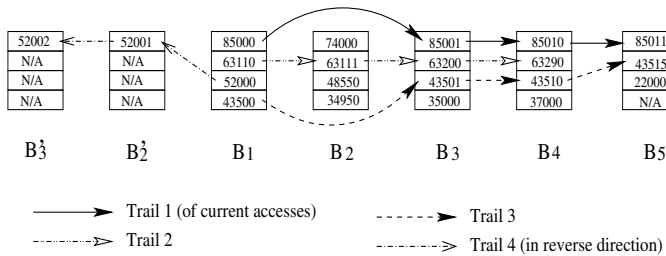 52002 52001 85000 74000 85001 85010 85011
N/A N/A 63110 63111 63200 63290 43515
N/A N/A 52000 48550 43501 43510 22000
N/A N/A 43500 34950 35000 37000 N/A
B'3 B'2 B1 B2 B3 B4 B5
Trail 1 (of current accesses) Trail 3
Trail 2 Trail 4 (in reverse direction)